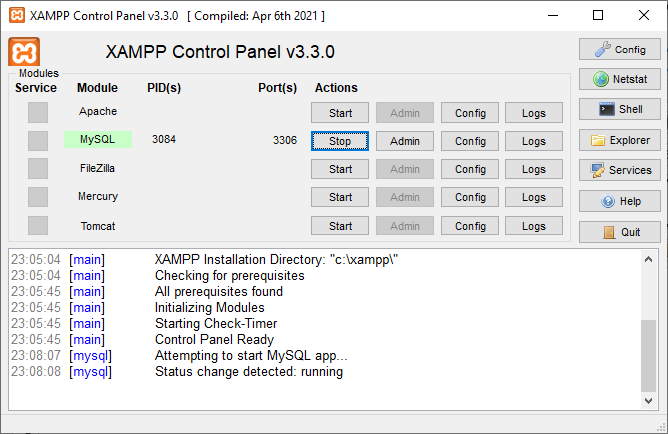 XAMPP Control Panel v3.3.0 [ Compiled: Apr 6th 2021 ]
XAMPP Control Panel v3.3.0
Config
Modules
Service Module PID(s) Port(s) Actions
Netstat
Apache Start Admin Config Logs
Shell
MySQL 3084 3306 Stop Admin Config Logs
Explorer
FileZilla Start Admin Config Logs
Services
Mercury Start Admin Config Logs
Help
Tomcat Start Admin Config Logs
Quit
23:05:04 [main] XAMPP Installation Directory: "c:\xampp\"
23:05:04 [main] Checking for prerequisites
23:05:45 [main] All prerequisites found
23:05:45 [main] Initializing Modules
23:05:45 [main] Starting Check-Timer
23:05:45 [main] Control Panel Ready
23:08:07 [mysql] Attempting to start MySQL app...
23:08:08 [mysql] Status change detected: running